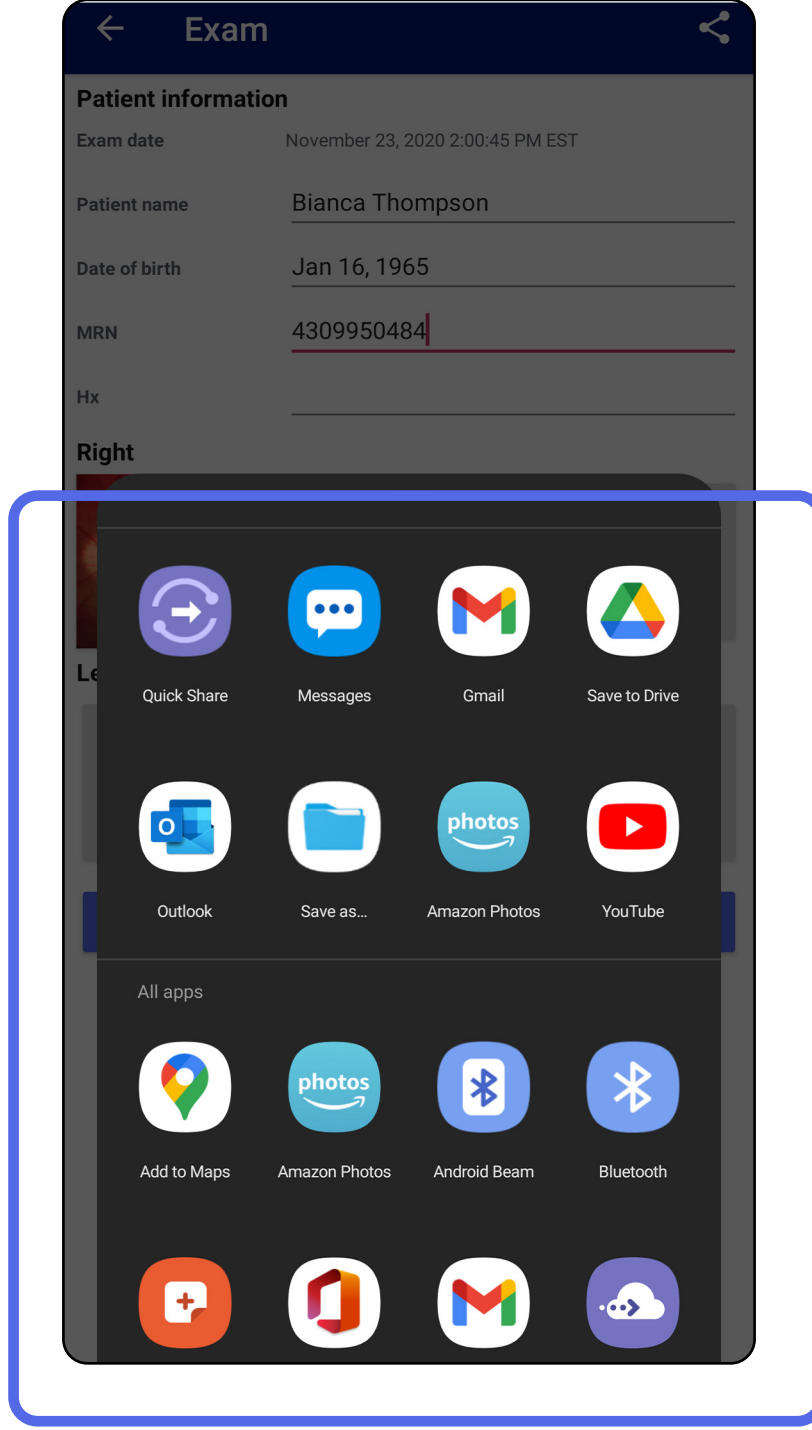 Exam
Patient information
Exam date November 23, 2020 2:00:45 PM EST
Patient name Bianca Thompson
Date of birth Jan 16, 1965
MRN 4309950484
Hx
Right
Le
Quick Share Messages Gmail Save to Drive
photos
Outlook Save as... Amazon Photos YouTube
All apps
photos
Add to Maps Amazon Photos Android Beam Bluetooth